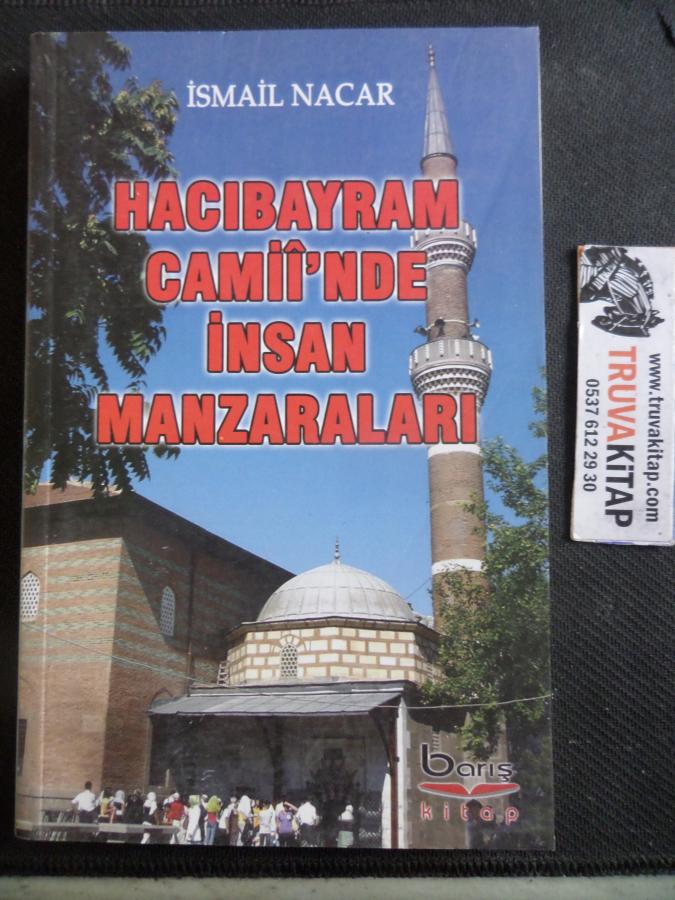 İSMAİL NACAR
HACIBAYRAM
CAMİÎ'NDE
İNSAN
MANZARALARI
barış
kitap
www.truvakitap.com
TRUVAKİTAP
0537 612 29 30